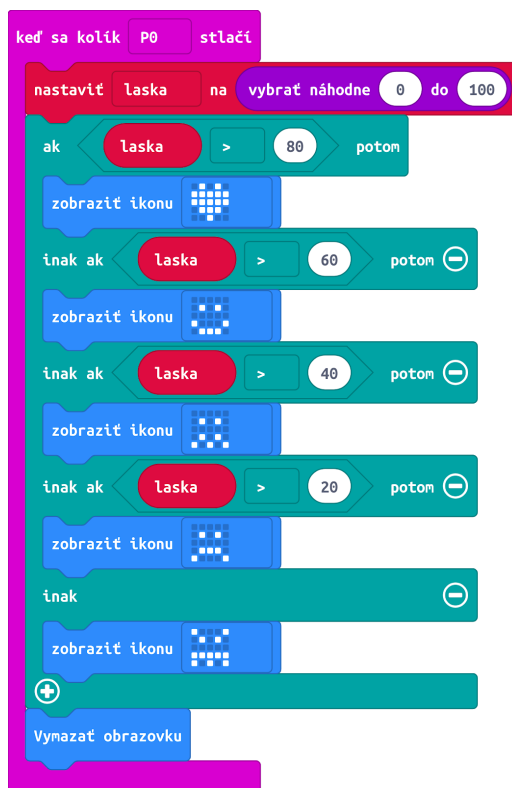 keď sa kolík P0 stlačí
nastaviť laska na vybrať náhodne 0 do 100
ak laska > 80 potom
zobraziť ikonu
inak ak laska > 60 potom
zobraziť ikonu
inak ak laska > 40 potom
zobraziť ikonu
inak ak laska > 20 potom
zobraziť ikonu
inak
zobraziť ikonu
Vymazať obrazovku